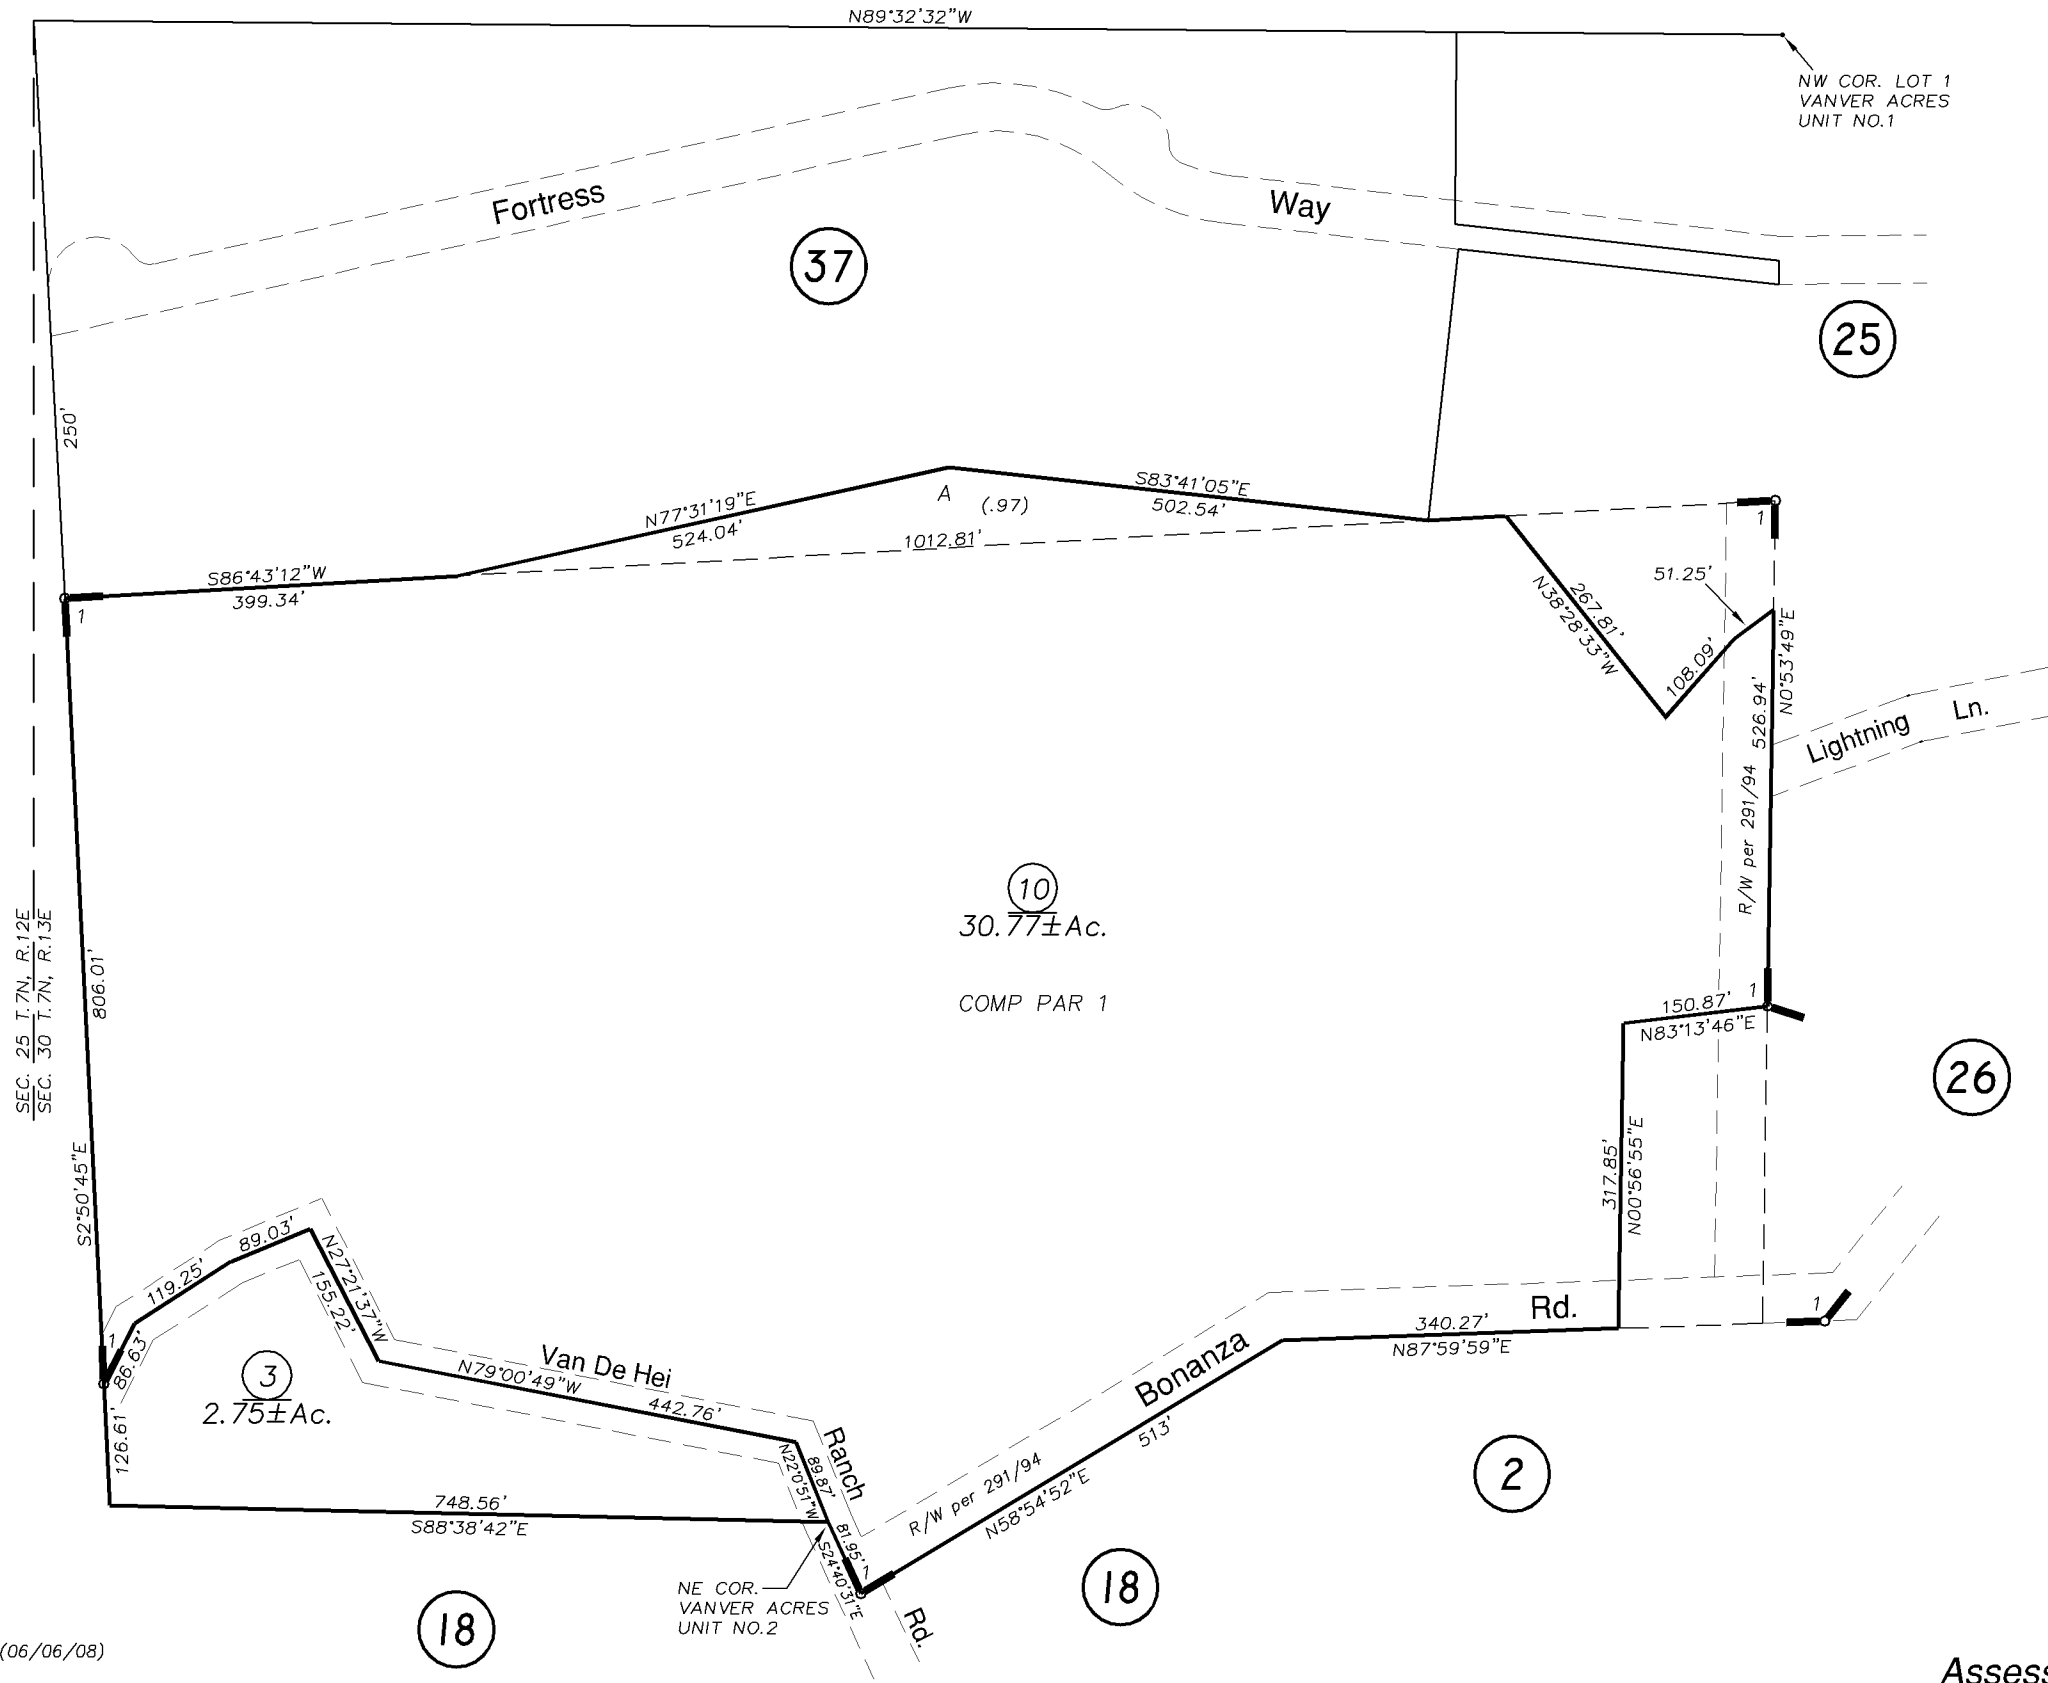 N89°32'32"W
NW COR. LOT 1
VANVER ACRES
UNIT NO.1
Fortress
Way
37
25
250'
N77°31'19"E
524.04'
A
(.97)
S83°41'05"E
502.54'
1012.81'
S86°43'12"W
399.34'
1
1
51.25'
267.81'
N38°28'33"W
108.09'
N0°53'49"E
526.94'
Lightning
Ln.
R/W per 291/94
10
30.77±Ac.
COMP PAR 1
SEC. 25 T.7N, R.12E
SEC. 30 T.7N, R.13E
806.01'
S2°50'45"E
1
150.87'
N83°13'46"E
26
317.85'
N00°56'55"E
89.03'
119.25'
N27°21'37"W
155.22'
1
86.63'
3
2.75±Ac.
126.61'
Van De Hei
N79°00'49"W
442.76'
Ranch
N22°0'51"W
89.87'
Rd.
1
340.27'
N87°59'59"E
Bonanza
513'
R/W per 291/94
N58°54'52"E
2
748.56'
S88°38'42"E
81.95'
S24°40'31"E
1
NE COR.
VANVER ACRES
UNIT NO.2
18
18
Rd.
(06/06/08)
Assess